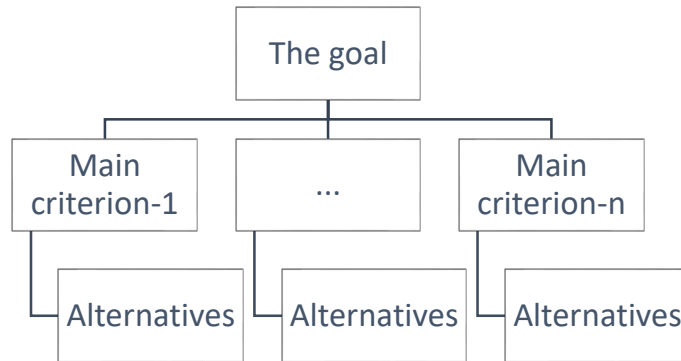 The goal
Main
criterion-1
...
Main
criterion-n
Alternatives
Alternatives
Alternatives